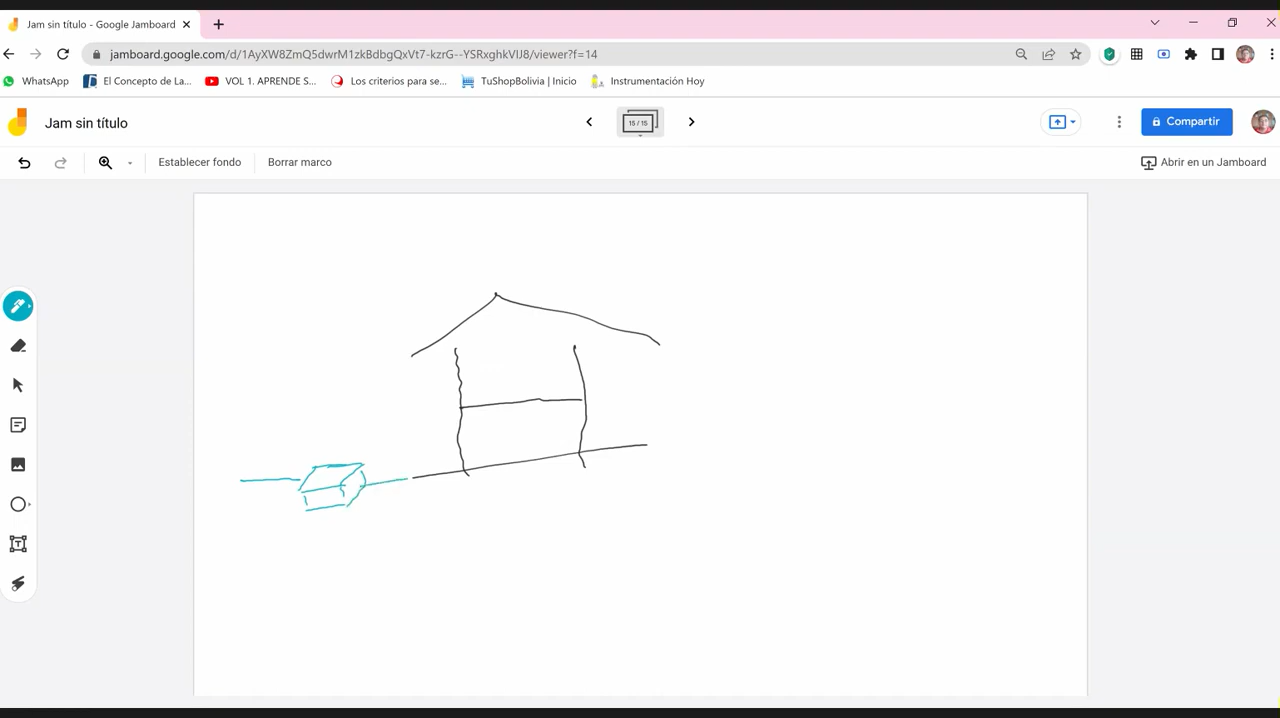 Jam sin título - Google Jamboard
jamboard.google.com/d/1AyXW8ZmQ5dwrM1zkBdbgQxVt7-kzrG--YSRxghkVlJ8/viewer?f=14
WhatsApp El Concepto de La... VOL 1. APRENDE S... Los criterios para se... TuShopBolivia | Inicio Instrumentación Hoy
Jam sin título 15 / 15 Compartir
Establecer fondo Borrar marco Abrir en un Jamboard